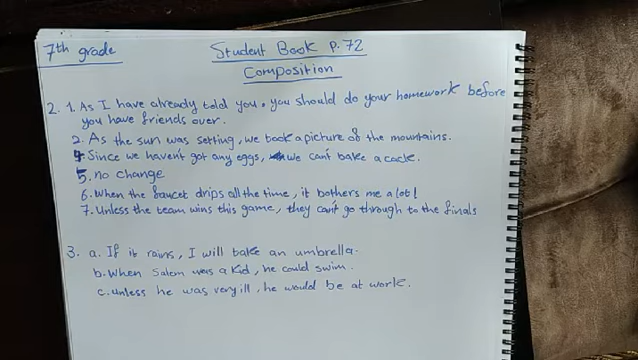 7th grade
Student Book p.72
Composition
2. 1. As I have already told you, you should do your homework before
you have friends over.
2. As the sun was setting, we took a picture of the mountains.
4. Since we haven't got any eggs, we can't bake a cack.
5. no change
6. When the faucet drips all the time, it bothers me a lot!
7. Unless the team wins this game, they can't go through to the finals
3. a. If it rains, I will take an umbrella.
b. When Salem was a kid, he could swim.
c. unless he was very ill, he would be at work.